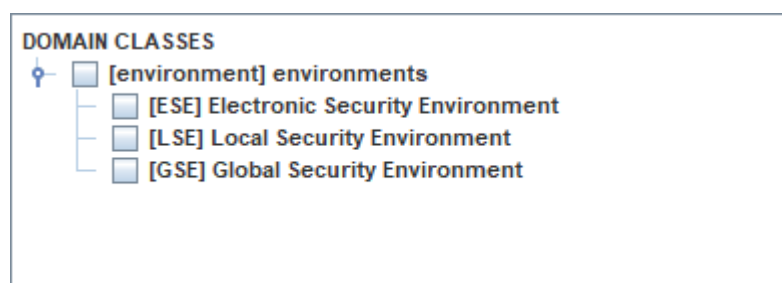 DOMAIN CLASSES
[environment] environments
[ESE] Electronic Security Environment
[LSE] Local Security Environment
[GSE] Global Security Environment